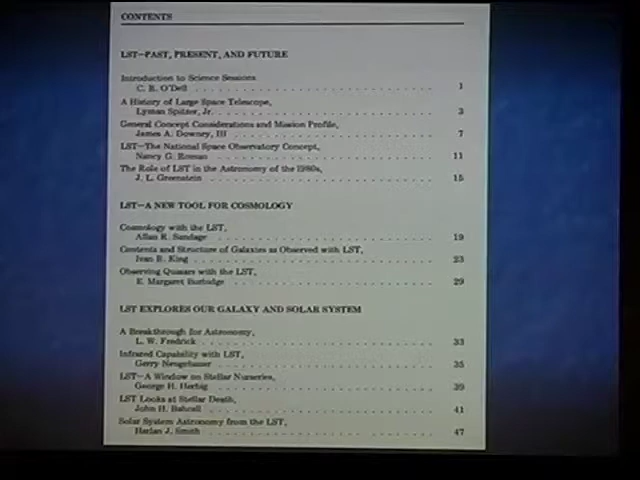 CONTENTS
LST—PAST, PRESENT, AND FUTURE
Introduction to Science Sessions
C. R. O'Dell . . . 1
A History of Large Space Telescope,
Lyman Spitzer, Jr. . . . 3
General Concept Considerations and Mission Profile,
James A. Downey, III . . . 7
LST—The National Space Observatory Concept,
Nancy G. Roman . . . 11
The Role of LST in the Astronomy of the 1980s,
J. L. Greenstein . . . 15
LST—A NEW TOOL FOR COSMOLOGY
Cosmology with the LST,
Allan R. Sandage . . . 19
Contents and Structure of Galaxies as Observed with LST,
Ivan R. King . . . 23
Observing Quasars with the LST,
E. Margaret Burbidge . . . 29
LST EXPLORES OUR GALAXY AND SOLAR SYSTEM
A Breakthrough for Astronomy,
L. W. Fredrick . . . 33
Infrared Capability with LST,
Gerry Neugebauer . . . 35
LST—A Window on Stellar Nurseries,
George H. Herbig . . . 39
LST Looks at Stellar Death,
John H. Bahcall . . . 41
Solar System Astronomy from the LST,
Harlan J. Smith . . . 47